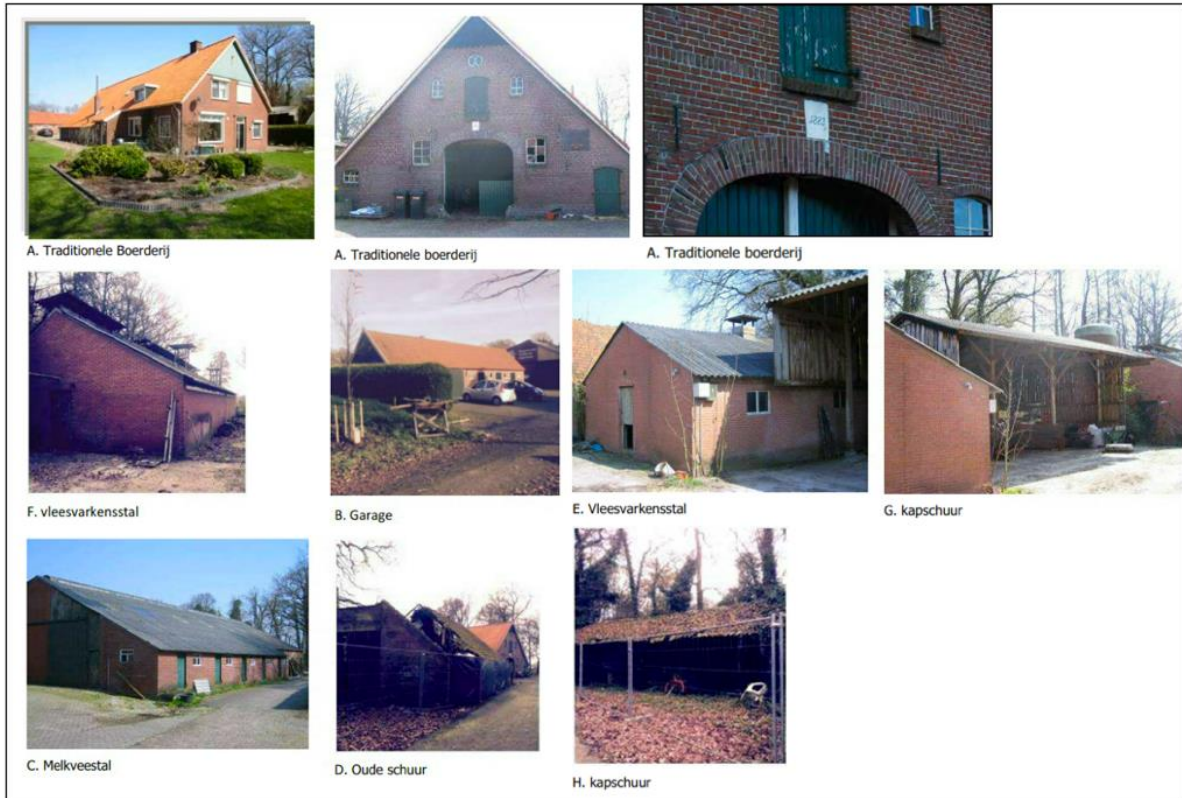 A. Traditionele Boerderij
A. Traditionele boerderij
A. Traditionele boerderij
F. vleesvarkensstal
B. Garage
E. Vleesvarkensstal
G. kapschuur
C. Melkveestal
D. Oude schuur
H. kapschuur